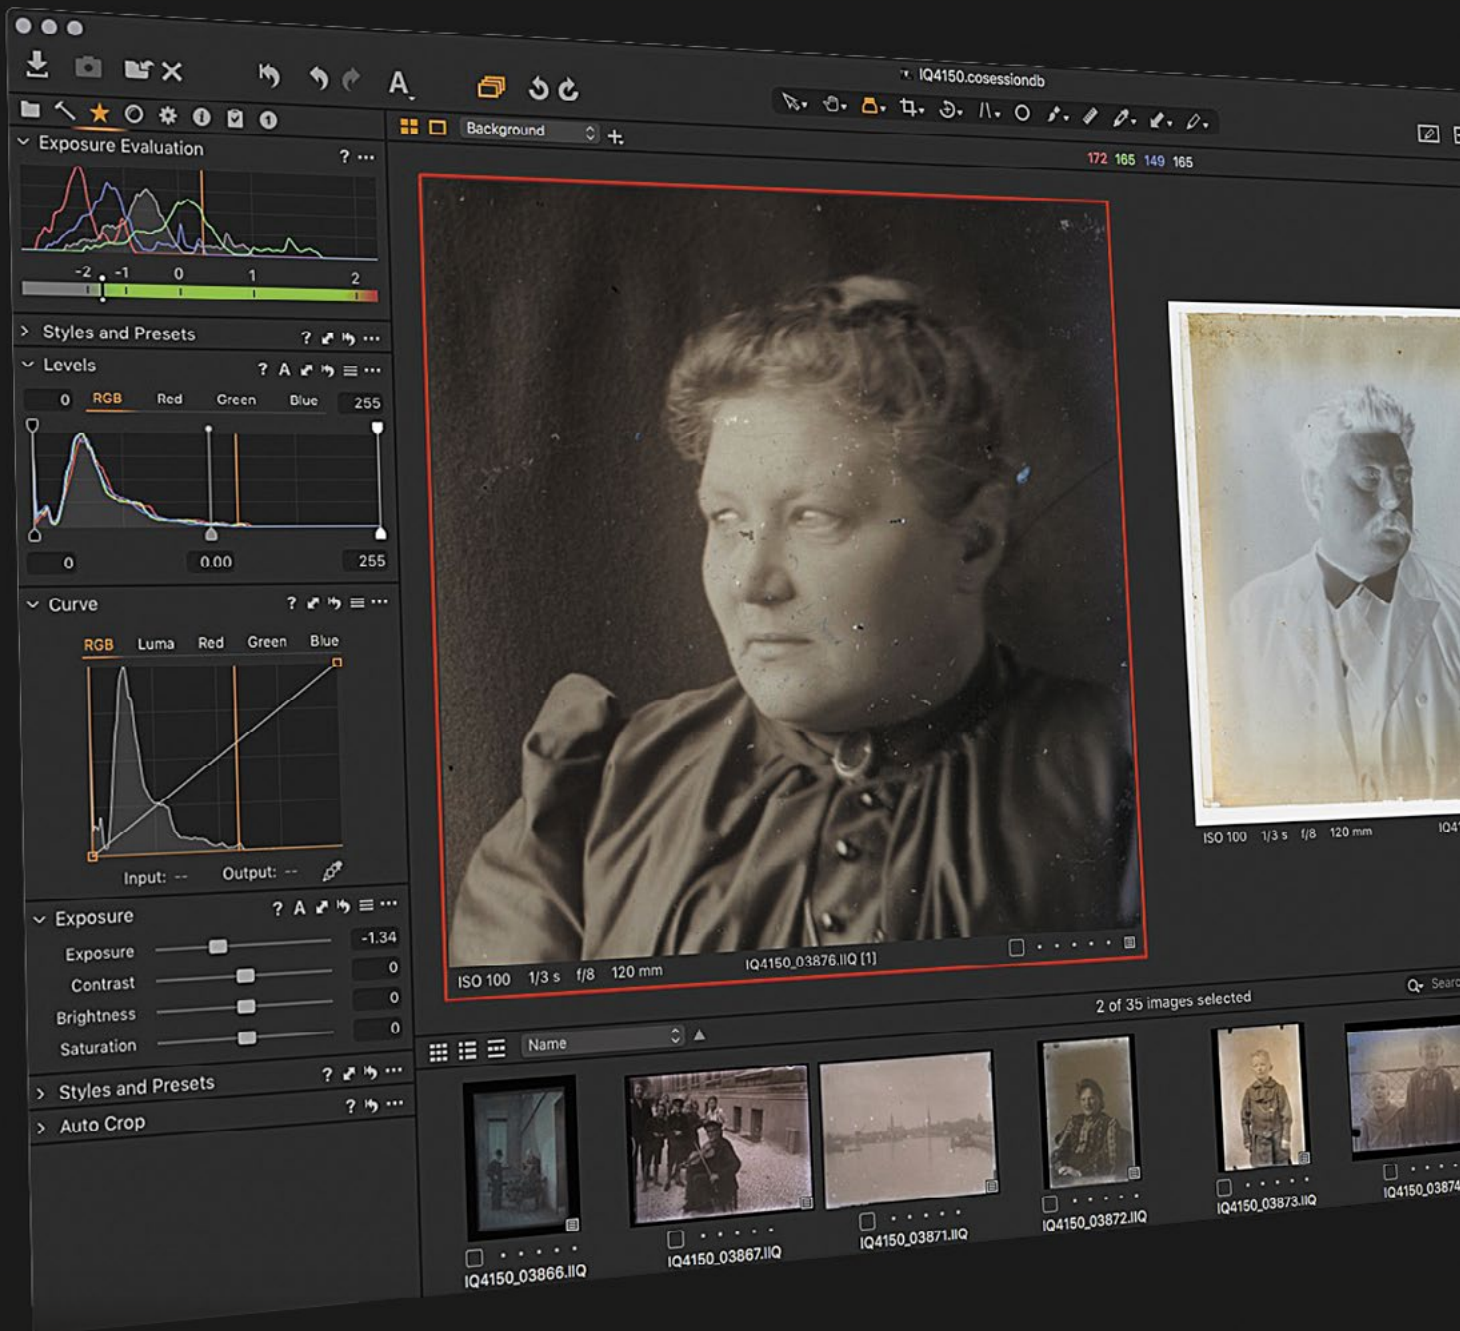 IQ4150.cosessiondb
Background
172 165 149 165
Exposure Evaluation
?
-2 -1 0 1 2
Styles and Presets
?
Levels
? A
0 RGB Red Green Blue 255
0 0.00 255
Curve
?
RGB Luma Red Green Blue
Input: -- Output: --
Exposure
? A
Exposure -1.34
Contrast 0
Brightness 0
Saturation 0
Styles and Presets
?
Auto Crop
?
ISO 100 1/3 s f/8 120 mm IQ4150_03876.IIQ [1]
ISO 100 1/3 s f/8 120 mm
2 of 35 images selected
Name
IQ4150_03866.IIQ
IQ4150_03867.IIQ
IQ4150_03871.IIQ
IQ4150_03872.IIQ
IQ4150_03873.IIQ
IQ4150_03874